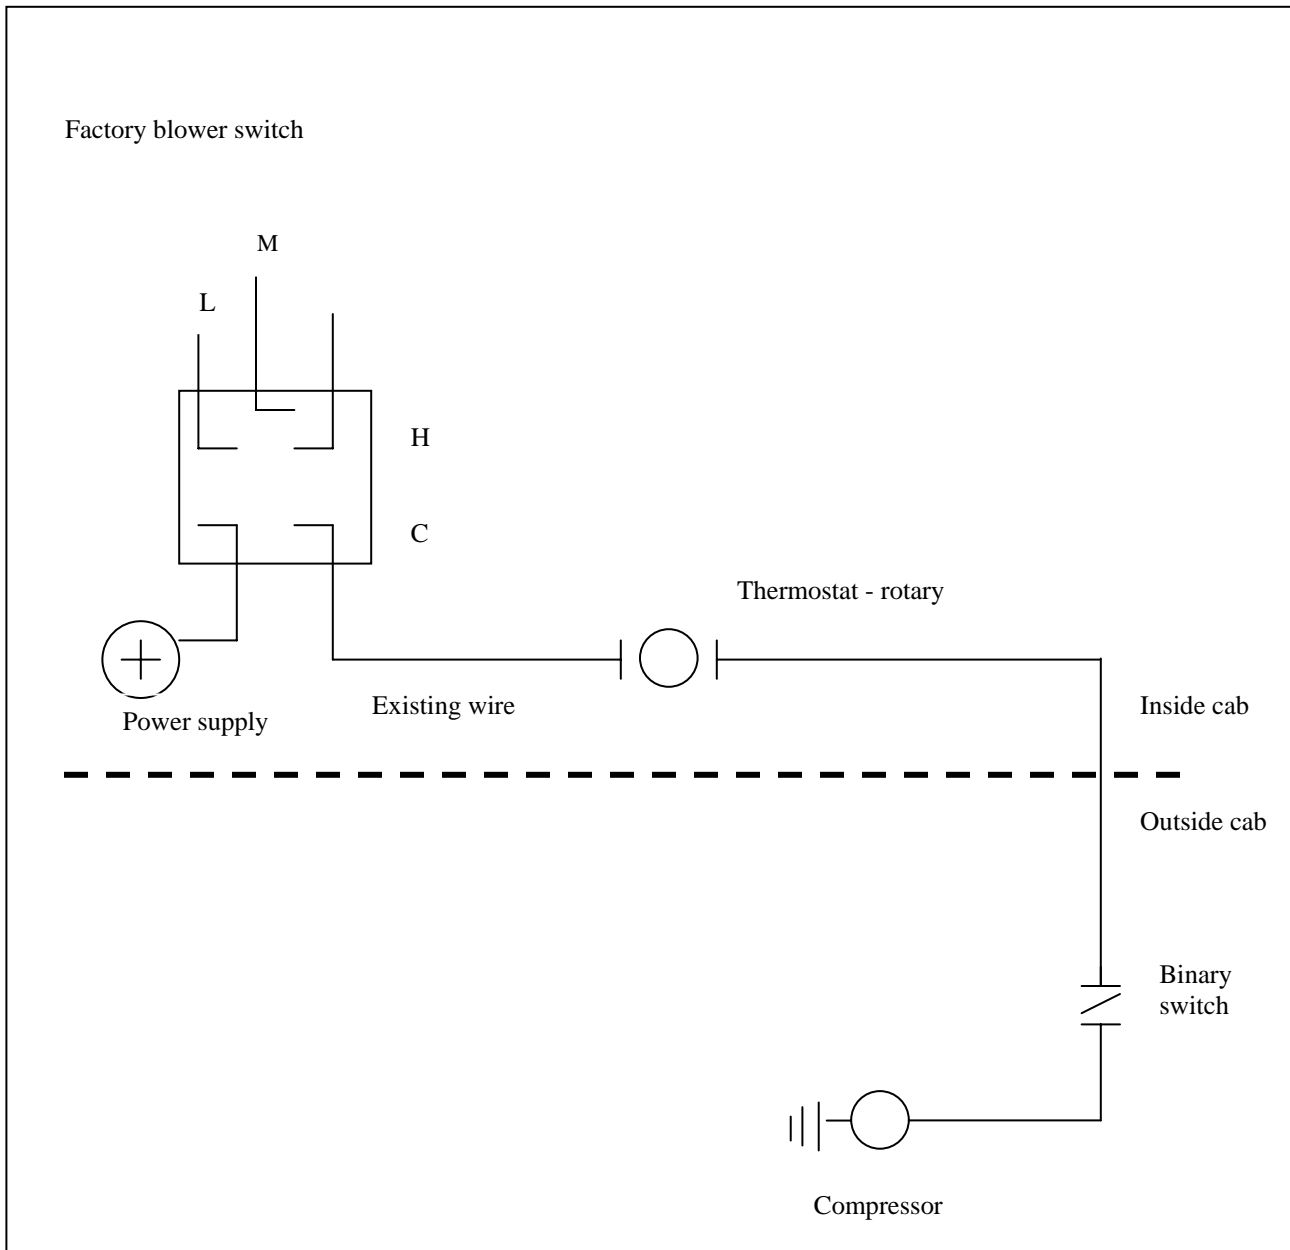 Factory blower switch
M
L
H
C
Thermostat - rotary
Existing wire
Inside cab
Power supply
Outside cab
Binary
switch
Compressor